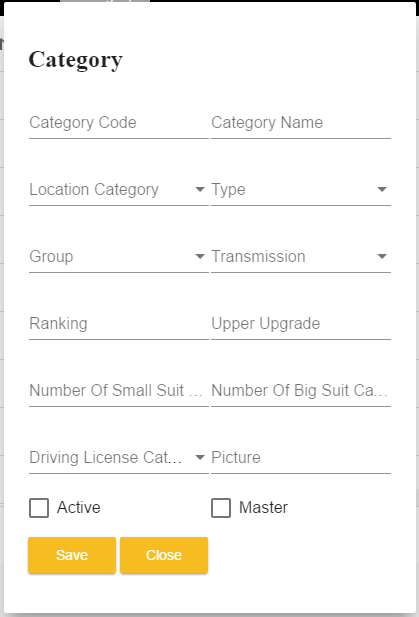 Category
Category Code Category Name
Location Category Type
Group Transmission
Ranking Upper Upgrade
Number Of Small Suit ... Number Of Big Suit Ca...
Driving License Cat... Picture
Active Master
Save Close